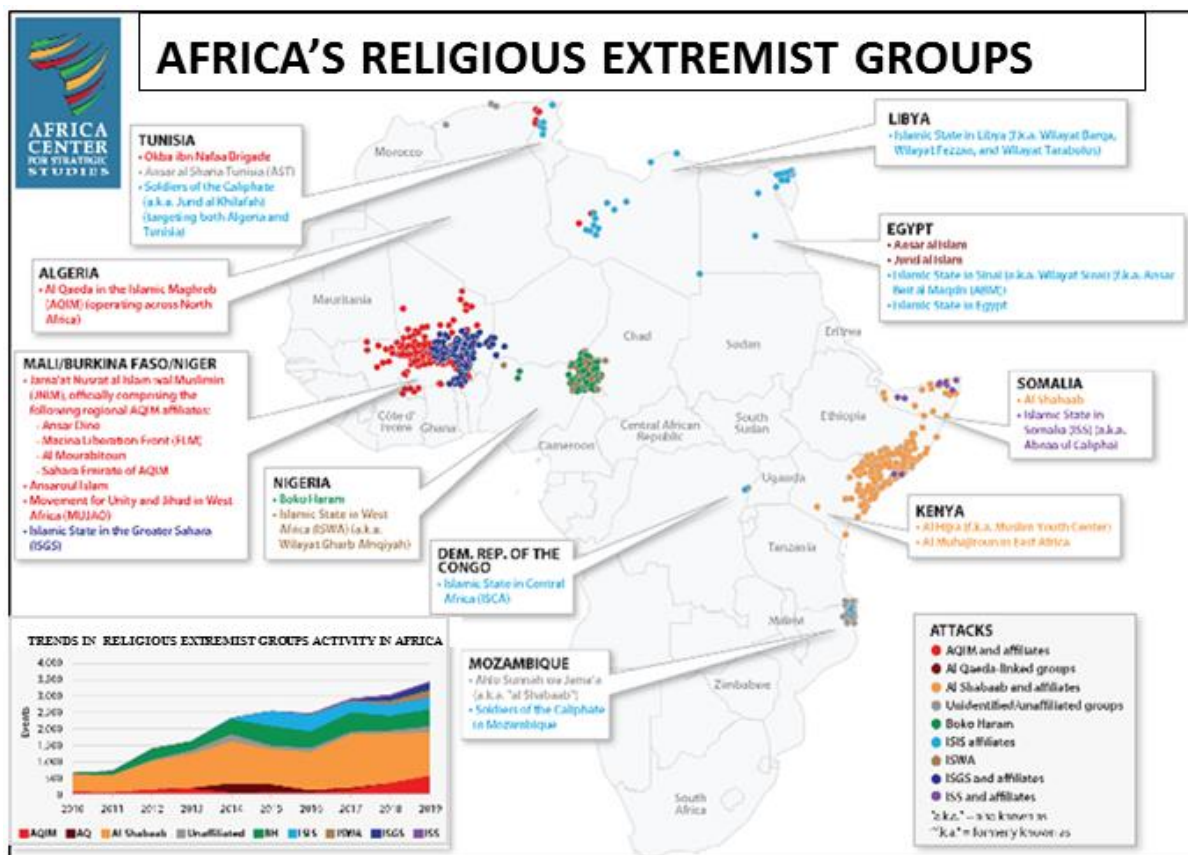 AFRICA
CENTER
FOR STRATEGIC
STUDIES
AFRICA'S RELIGIOUS EXTREMIST GROUPS
TUNISIA
• Okba ibn Nafaa Brigade
• Ansar al Sharia Tunisia (AST)
• Soldiers of the Caliphate
(a.k.a. Jund al Khilafah)
(targeting both Algeria and
Tunisia)
ALGERIA
• Al Qaeda in the Islamic Maghreb
(AQIM) (operating across North
Africa)
MALI/BURKINA FASO/NIGER
• Jama'at Nusrat al Islam wal Muslimin
(JNIM), officially comprising the
following regional AQIM affiliates:
- Ansar Dine
- Macina Liberation Front (FLM)
- Al Mourabitoun
- Sahara Emirate of AQIM
• Ansaroul Islam
• Movement for Unity and Jihad in West
Africa (MUJAO)
• Islamic State in the Greater Sahara
(ISGS)
NIGERIA
• Boko Haram
• Islamic State in West
Africa (ISWA) (a.k.a.
Wilayat Gharb Afriqiyah)
DEM. REP. OF THE
CONGO
• Islamic State in Central
Africa (ISCA)
MOZAMBIQUE
• Ahlu Sunnah wa Jama'a
(a.k.a. "al Shabaab")
• Soldiers of the Caliphate
in Mozambique
LIBYA
• Islamic State in Libya (f.k.a. Wilayat Barqa,
Wilayat Fezzan, and Wilayat Tarabulus)
EGYPT
• Ansar al Islam
• Jund al Islam
• Islamic State in Sinai (a.k.a. Wilayat Sinai) (f.k.a. Ansar
Beit al Maqdis (ABM))
• Islamic State in Egypt
SOMALIA
• Al Shabaab
• Islamic State in
Somalia (ISS) (a.k.a.
Abnaa ul Calipha)
KENYA
• Al Hijra (f.k.a. Muslim Youth Center)
• Al Muhajiroun in East Africa
Morocco
Mauritania
Côte d'
Ivoire
Ghana
Cameroon
Chad
Central African
Republic
Sudan
South
Sudan
Eritrea
Ethiopia
Uganda
Tanzania
Malawi
Zimbabwe
South
Africa
ATTACKS
AQIM and affiliates
Al Qaeda-linked groups
Al Shabaab and affiliates
Unidentified/unaffiliated groups
Boko Haram
ISIS affiliates
ISWA
ISGS and affiliates
ISS and affiliates
"a.k.a." = also known as
"f.k.a." = formerly known as
TRENDS IN RELIGIOUS EXTREMIST GROUPS ACTIVITY IN AFRICA
4,000
3,500
3,000
2,500
2,000
1,500
1,000
500
0
Events
2010 2011 2012 2013 2014 2015 2016 2017 2018 2019
AQIM AQ Al Shabaab Unaffiliated BH ISIS ISWA ISGS ISS